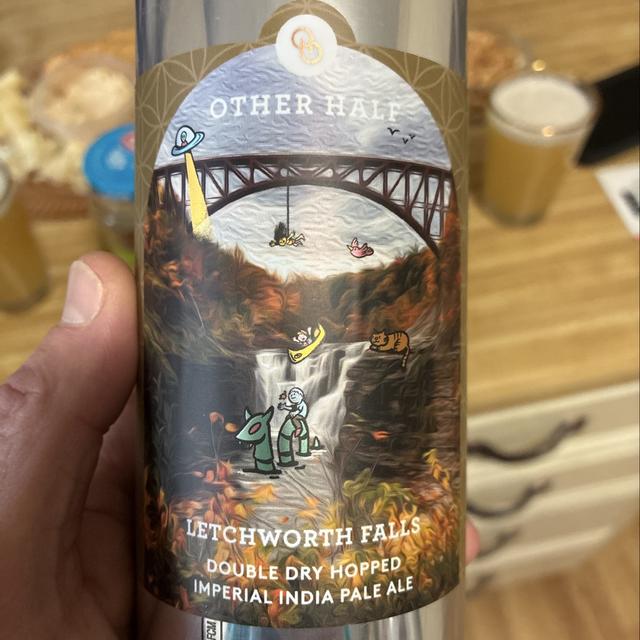 OTHER HALF
LETCHWORTH FALLS
DOUBLE DRY HOPPED
IMPERIAL INDIA PALE ALE